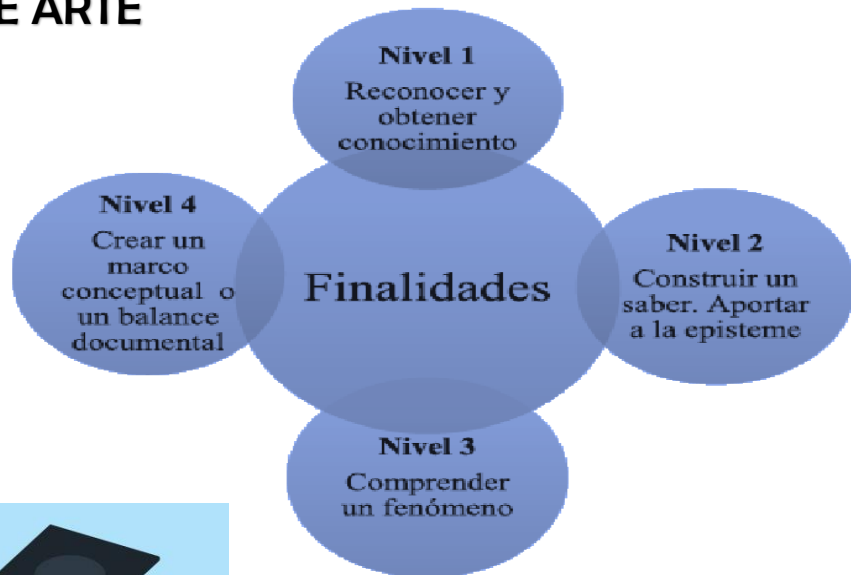 E ARTE
Nivel 1
Reconocer y
obtener
conocimiento
Nivel 4
Crear un
marco
conceptual o
un balance
documental
Finalidades
Nivel 2
Construir un
saber. Aportar
a la episteme
Nivel 3
Comprender
un fenómeno